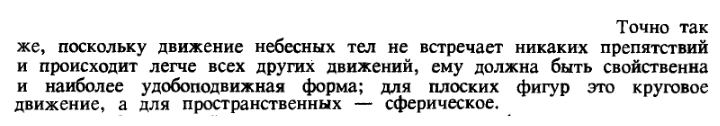 Точно так
же, поскольку движение небесных тел не встречает никаких препятствий
и происходит легче всех других движений, ему должна быть свойственна
и наиболее удобоподвижная форма; для плоских фигур это круговое
движение, а для пространственных — сферическое.